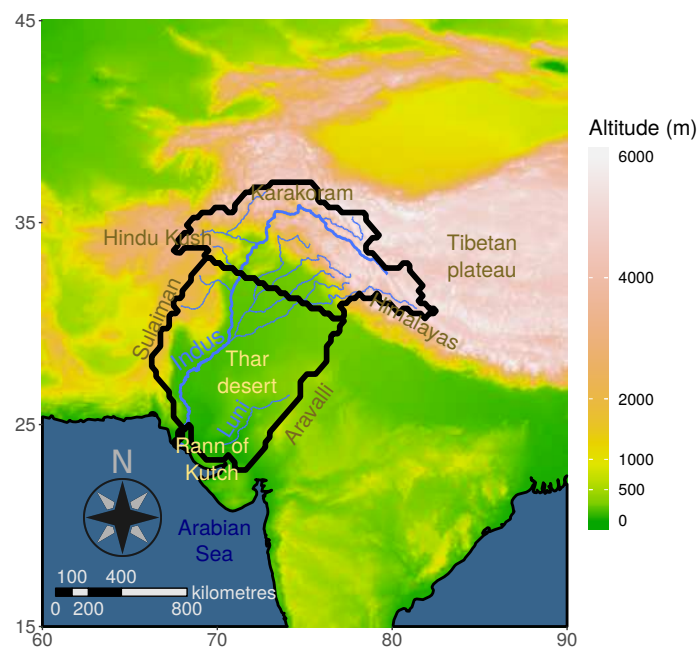 45
Altitude (m)
6000
Karakoram
35
Hindu Kush
Tibetan
plateau
4000
Sulaiman
Himalayas
Indus
Thar
desert
2000
Luni
Aravalli
25
Rann of
Kutch
1000
500
0
N
Arabian
Sea
100 400
kilometres
0 200 800
15
60 70 80 90